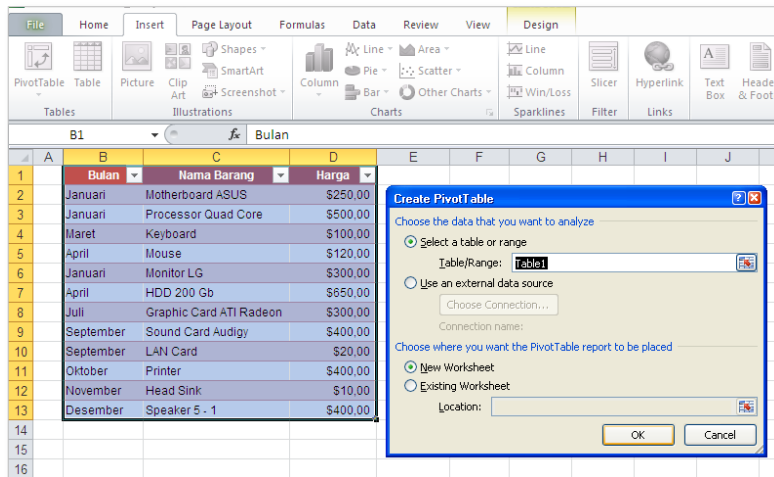 File Home Insert Page Layout Formulas Data Review View Design
PivotTable Table Picture Clip Art Shapes SmartArt Screenshot Column Line Pie Bar Area Scatter Other Charts Line Column Win/Loss Slicer Hyperlink Text Box
Tables Illustrations Charts Sparklines Filter Links
B1 fx Bulan
A B C D E F G H I J
1 Bulan Nama Barang Harga
2 Januari Motherboard ASUS $250,00
3 Januari Processor Quad Core $500,00
4 Maret Keyboard $100,00
5 April Mouse $120,00
6 Januari Monitor LG $300,00
7 April HDD 200 Gb $650,00
8 Juli Graphic Card ATI Radeon $300,00
9 September Sound Card Audigy $400,00
10 September LAN Card $20,00
11 Oktober Printer $400,00
12 November Head Sink $10,00
13 Desember Speaker 5 - 1 $400,00
14
15
16
Create PivotTable
Choose the data that you want to analyze
Select a table or range
Table/Range: Table1
Use an external data source
Choose Connection...
Connection name:
Choose where you want the PivotTable report to be placed
New Worksheet
Existing Worksheet
Location:
OK Cancel